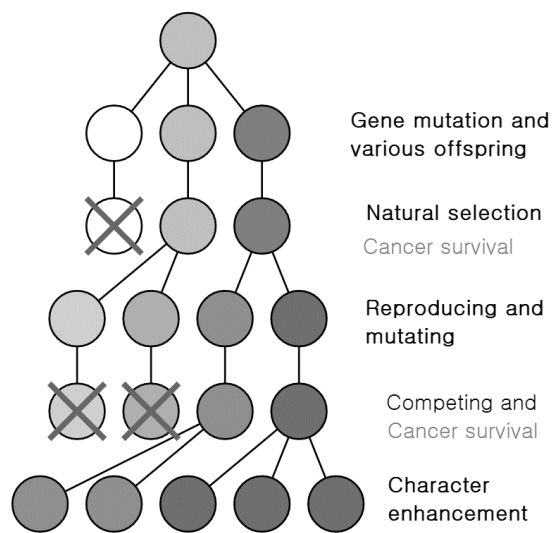 Gene mutation and
various offspring
Natural selection
Cancer survival
Reproducing and
mutating
Competing and
Cancer survival
Character
enhancement